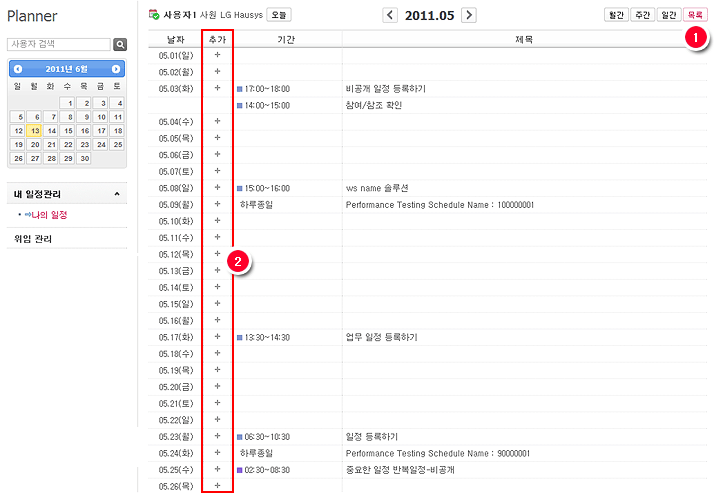 Planner
사용자 검색
2011년 6월
일 월 화 수 목 금 토
1 2 3 4
5 6 7 8 9 10 11
12 13 14 15 16 17 18
19 20 21 22 23 24 25
26 27 28 29 30
내 일정관리
나의 일정
위임 관리
사용자1 사원 LG Hausys 오늘
2011.05
월간 주간 일간 목록
1
날짜 추가 기간 제목
05.01(일)
05.02(월)
05.03(화) 17:00~18:00 비공개 일정 등록하기
14:00~15:00 참여/참조 확인
05.04(수)
05.05(목)
05.06(금)
05.07(토)
05.08(일) 15:00~16:00 ws name 솔루션
05.09(월) 하루종일 Performance Testing Schedule Name : 100000001
05.10(화)
05.11(수)
05.12(목)
2
05.13(금)
05.14(토)
05.15(일)
05.16(월)
05.17(화) 13:30~14:30 업무 일정 등록하기
05.18(수)
05.19(목)
05.20(금)
05.21(토)
05.22(일)
05.23(월) 06:30~10:30 일정 등록하기
05.24(화) 하루종일 Performance Testing Schedule Name : 90000001
05.25(수) 02:30~08:30 중요한 일정 반복일정-비공개
05.26(목)